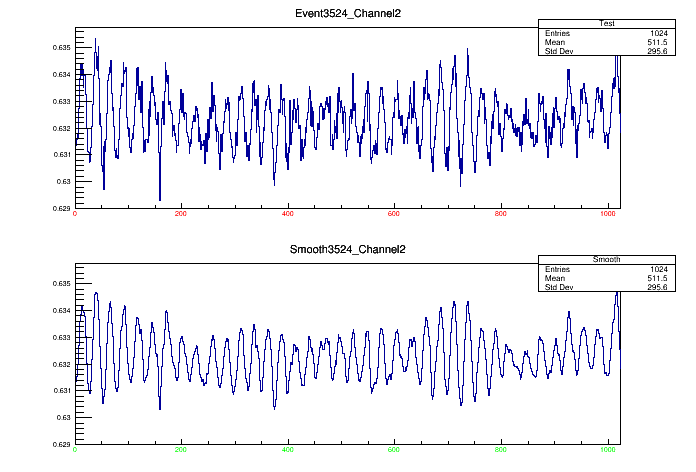 Event3524_Channel2
Test
Entries 1024
Mean 511.5
Std Dev 295.6
0.635
0.634
0.633
0.632
0.631
0.63
0.629
0 200 400 600 800 1000
Smooth3524_Channel2
Smooth
Entries 1024
Mean 511.5
Std Dev 295.6
0.635
0.634
0.633
0.632
0.631
0.63
0.629
0 200 400 600 800 1000